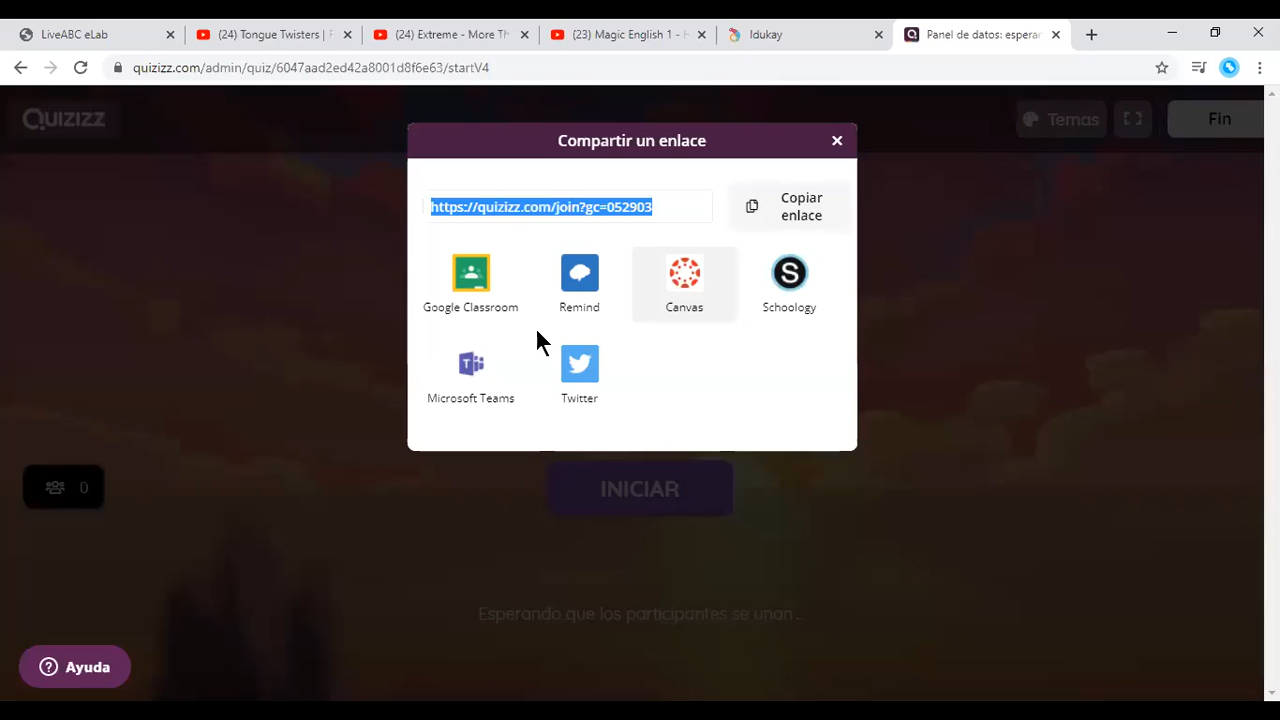 LiveABC eLab
(24) Tongue Twisters | F
(24) Extreme - More Th
(23) Magic English 1 - H
Idukay
Panel de datos: esperar
quizizz.com/admin/quiz/6047aad2ed42a8001d8f6e63/startV4
Quizizz
Temas
Fin
Compartir un enlace
https://quizizz.com/join?gc=052903
Copiar
enlace
Google Classroom
Remind
Canvas
Schoology
Microsoft Teams
Twitter
0
INICIAR
Esperando que los participantes se unan...
Ayuda